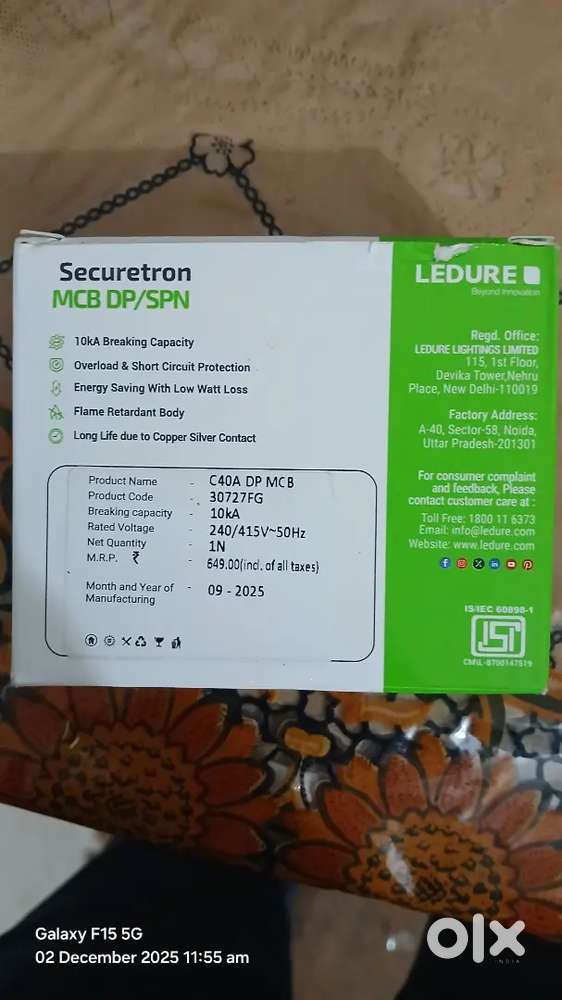 Securetron
MCB DP/SPN
10kA Breaking Capacity
Overload & Short Circuit Protection
Energy Saving With Low Watt Loss
Flame Retardant Body
Long Life due to Copper Silver Contact
Product Name - C40A DP MCB
Product Code - 30727FG
Breaking capacity - 10kA
Rated Voltage - 240/415V~50Hz
Net Quantity - 1N
M.R.P. ₹ - 649.00(incl. of all taxes)
Month and Year of - 09 - 2025
Manufacturing
LEDURE
Beyond Innovation
Regd. Office:
LEDURE LIGHTINGS LIMITED
115, 1st Floor,
Devika Tower,Nehru
Place, New Delhi-110019
Factory Address:
A-40, Sector-58, Noida,
Uttar Pradesh-201301
For consumer complaint
and feedback, Please
contact customer care at :
Toll Free: 1800 11 6373
Email: info@ledure.com
Website: www.ledure.com
IS/IEC 60898-1
ISI
CM/L-8700147519
Galaxy F15 5G
02 December 2025 11:55 am
olx
INDIA